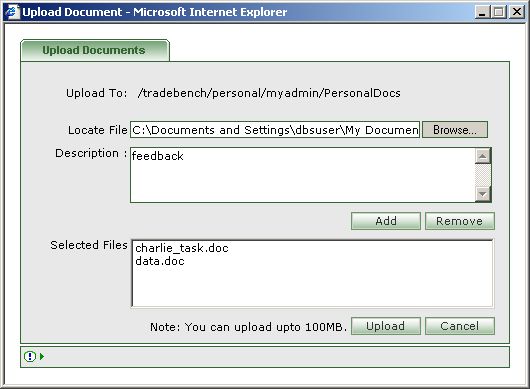 Upload Document - Microsoft Internet Explorer
Upload Documents
Upload To: /tradebench/personal/myadmin/PersonalDocs
Locate File C:\Documents and Settings\dbsuser\My Documen Browse...
Description : feedback
Add Remove
Selected Files charlie_task.doc
data.doc
Note: You can upload upto 100MB. Upload Cancel